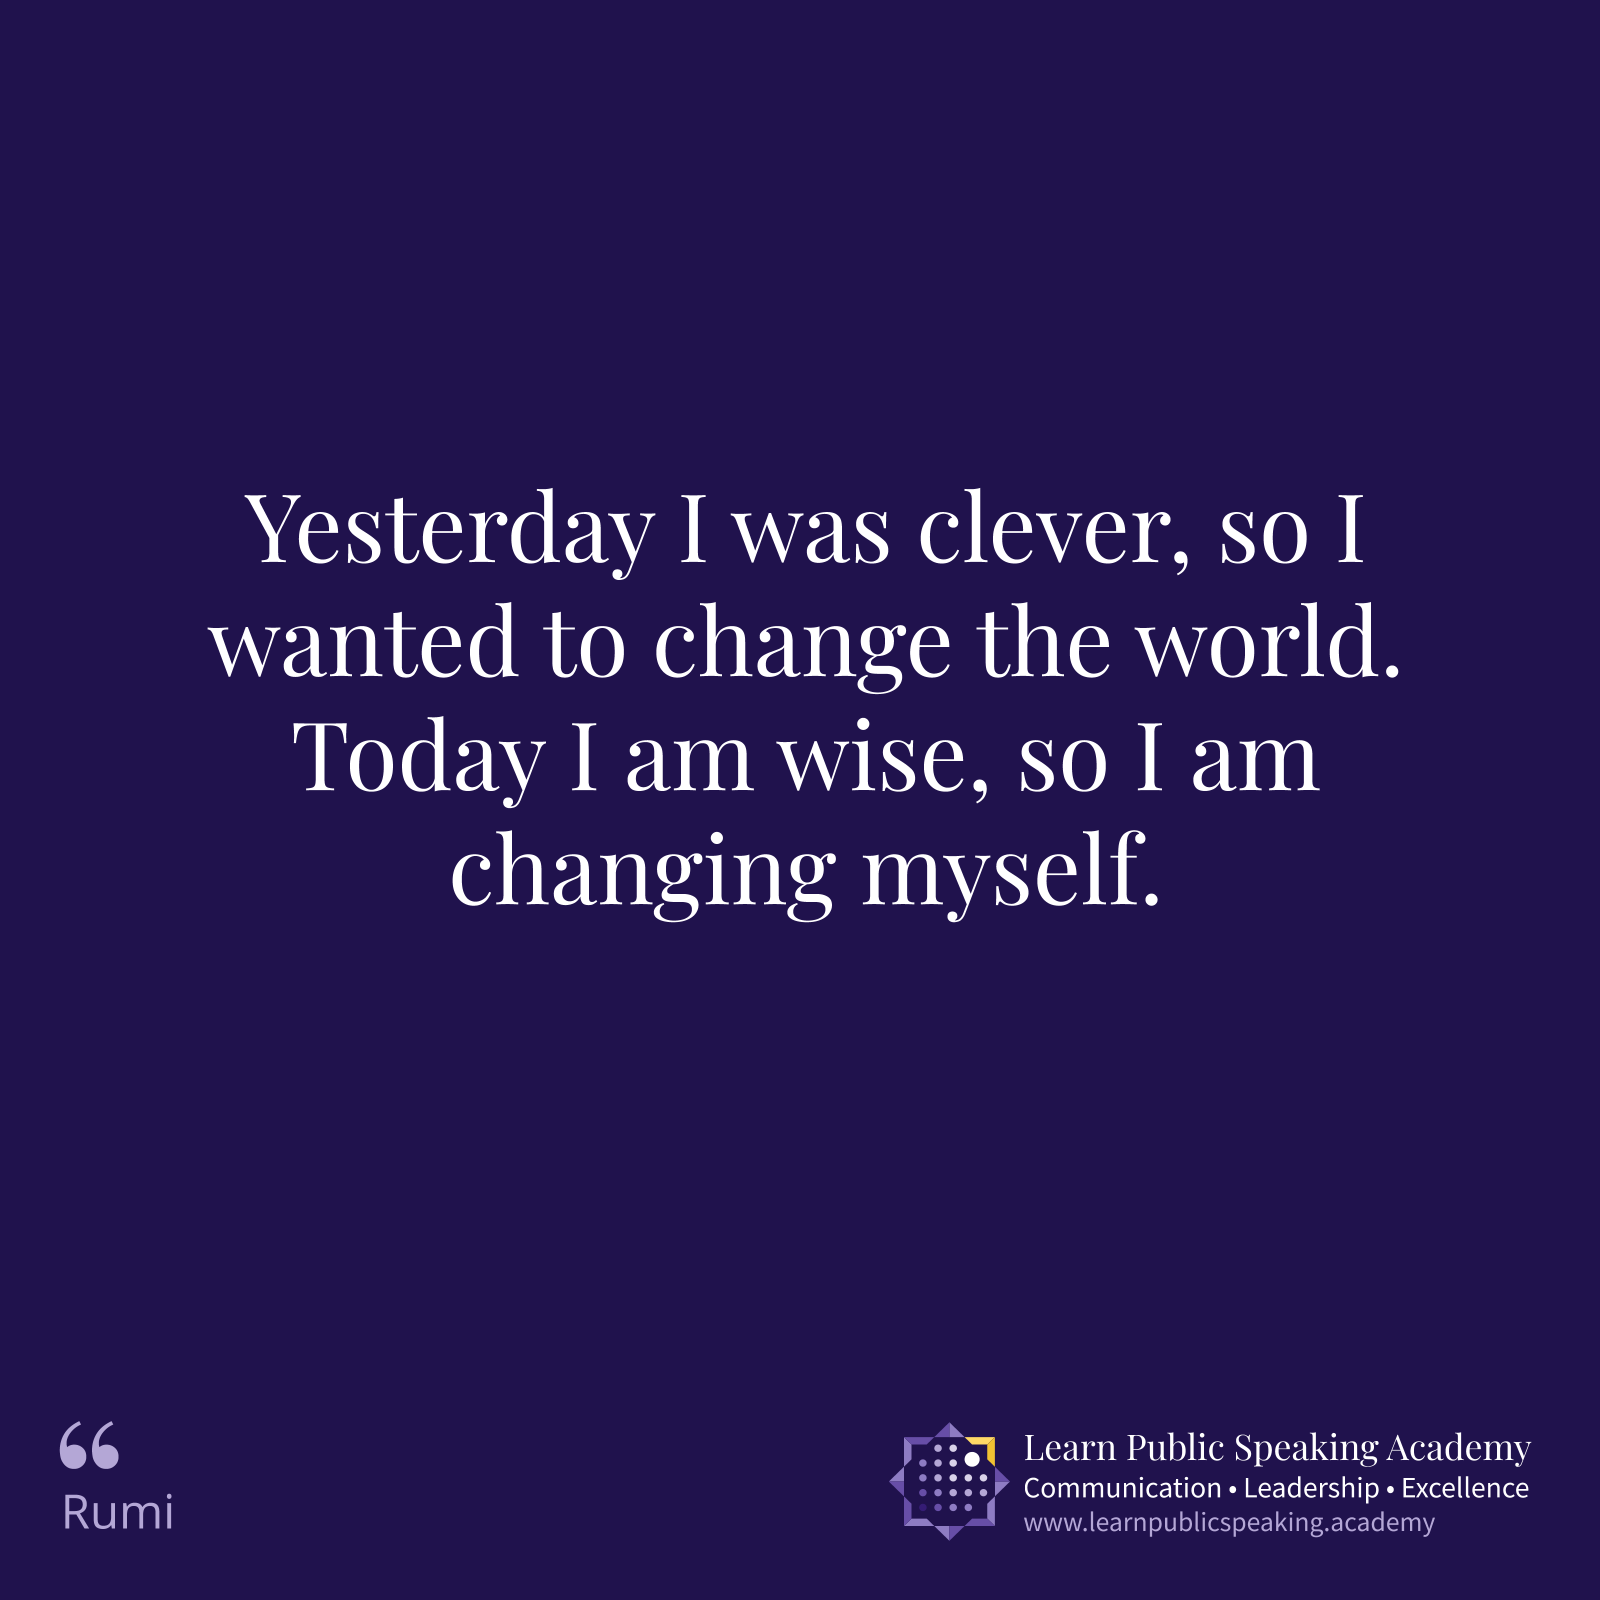 Yesterday I was clever, so I
wanted to change the world.
Today I am wise, so I am
changing myself.
“
Rumi
Learn Public Speaking Academy
Communication • Leadership • Excellence
www.learnpublicspeaking.academy